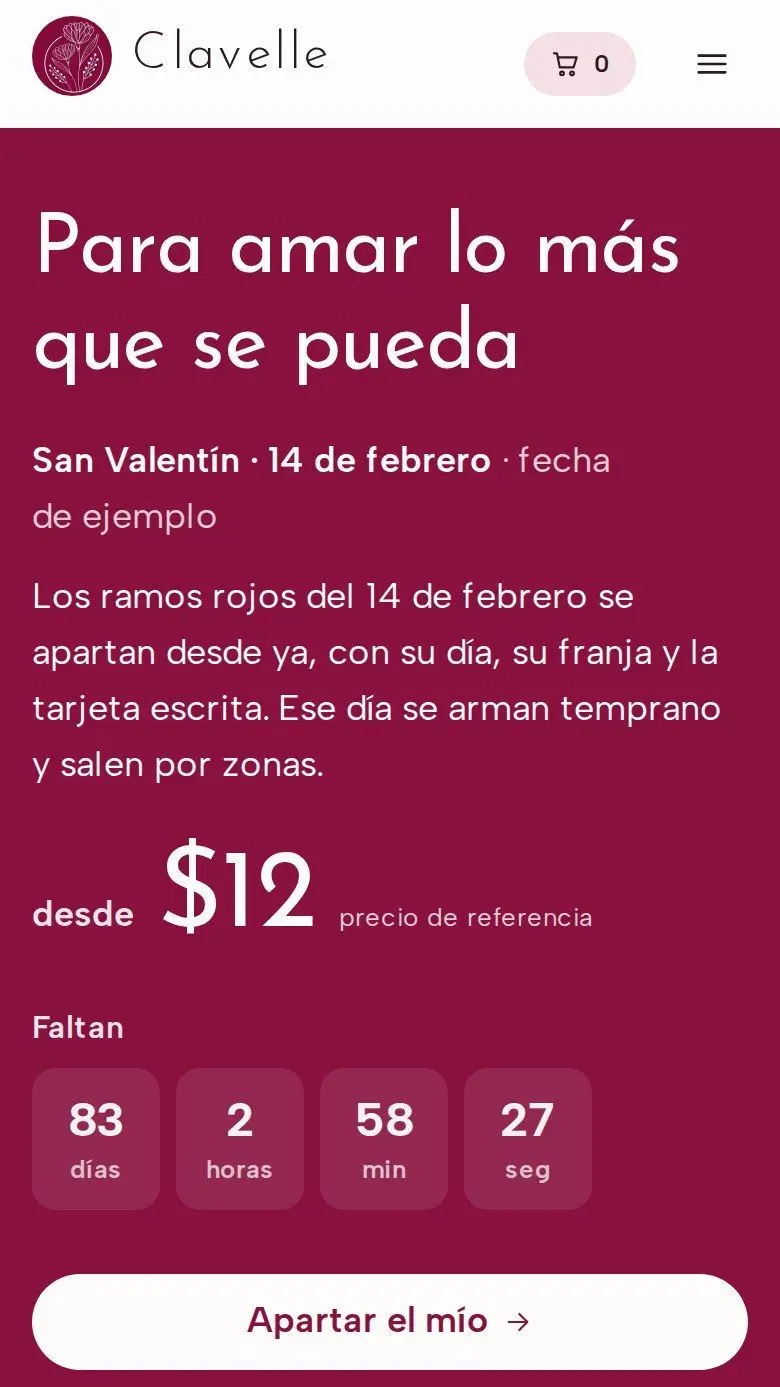 Clavelle
0
Para amar lo más
que se pueda
San Valentín · 14 de febrero · fecha
de ejemplo
Los ramos rojos del 14 de febrero se
apartan desde ya, con su día, su franja y la
tarjeta escrita. Ese día se arman temprano
y salen por zonas.
desde $12 precio de referencia
Faltan
83 2 58 27
días horas min seg
Apartar el mío →